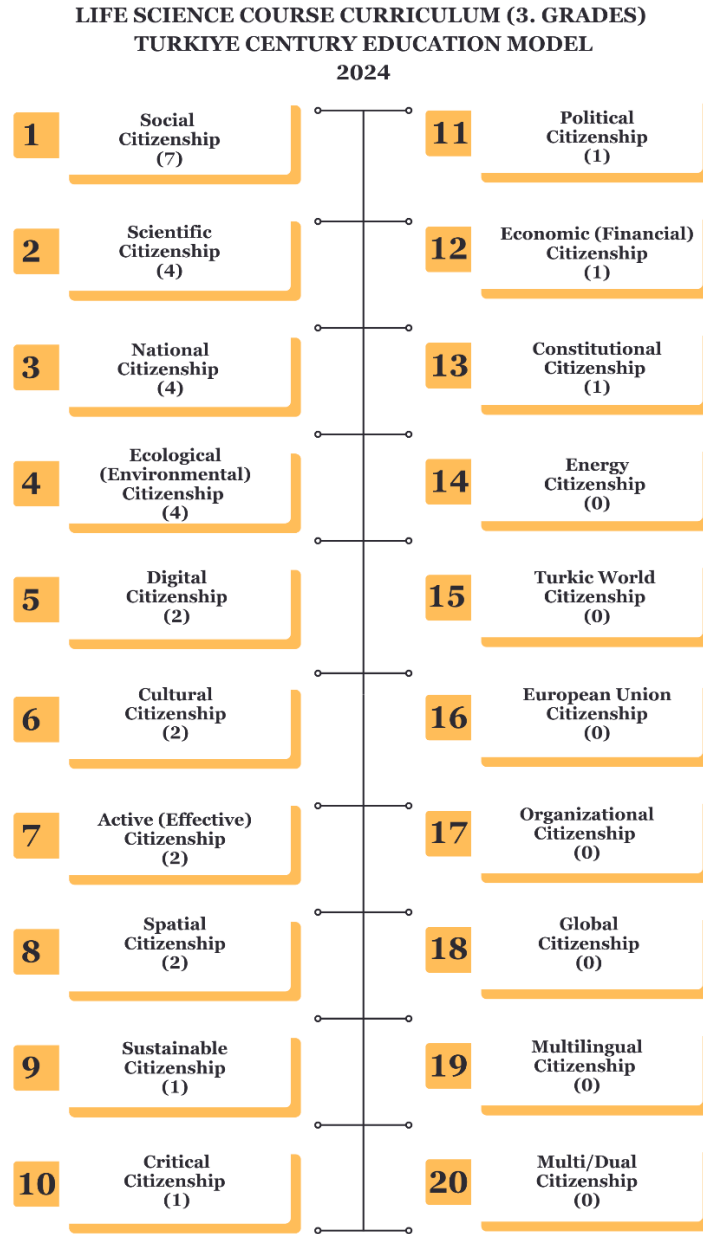 LIFE SCIENCE COURSE CURRICULUM (3. GRADES)
TURKIYE CENTURY EDUCATION MODEL
2024
1
Social
Citizenship
(7)
2
Scientific
Citizenship
(4)
3
National
Citizenship
(4)
4
Ecological
(Environmental)
Citizenship
(4)
5
Digital
Citizenship
(2)
6
Cultural
Citizenship
(2)
7
Active (Effective)
Citizenship
(2)
8
Spatial
Citizenship
(2)
9
Sustainable
Citizenship
(1)
10
Critical
Citizenship
(1)
11
Political
Citizenship
(1)
12
Economic (Financial)
Citizenship
(1)
13
Constitutional
Citizenship
(1)
14
Energy
Citizenship
(0)
15
Turkic World
Citizenship
(0)
16
European Union
Citizenship
(0)
17
Organizational
Citizenship
(0)
18
Global
Citizenship
(0)
19
Multilingual
Citizenship
(0)
20
Multi/Dual
Citizenship
(0)